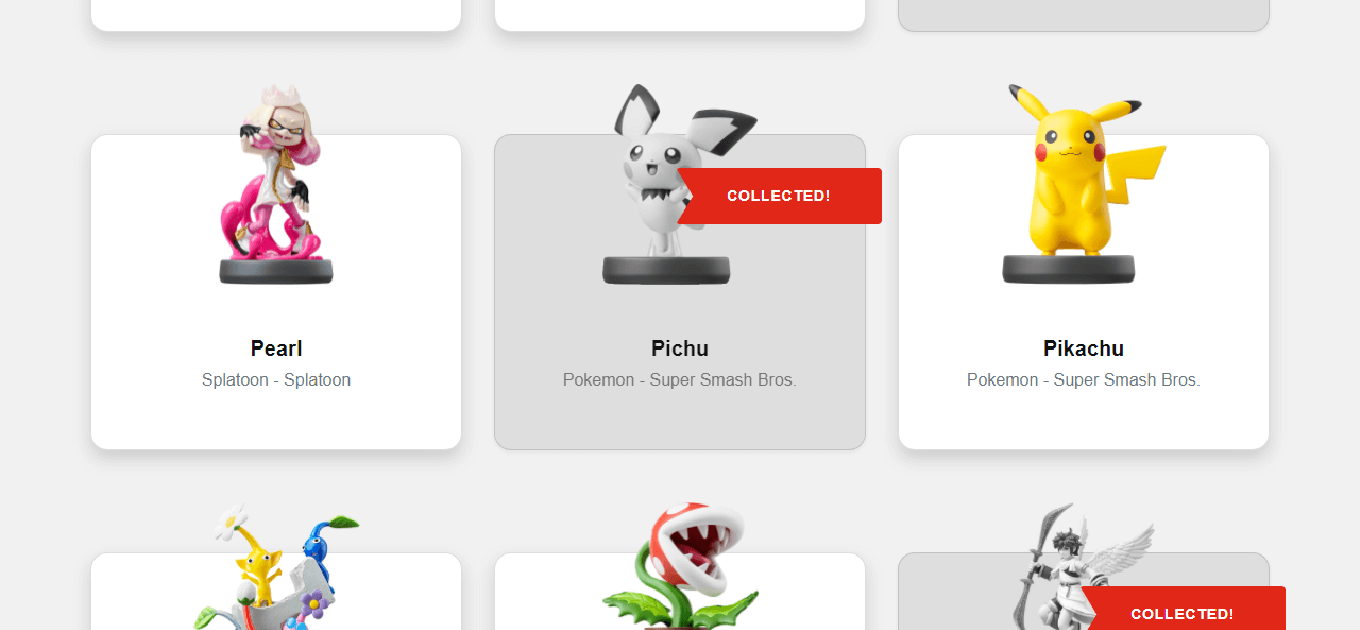 COLLECTED!
Pearl
Splatoon - Splatoon
Pichu
Pokemon - Super Smash Bros.
Pikachu
Pokemon - Super Smash Bros.
COLLECTED!